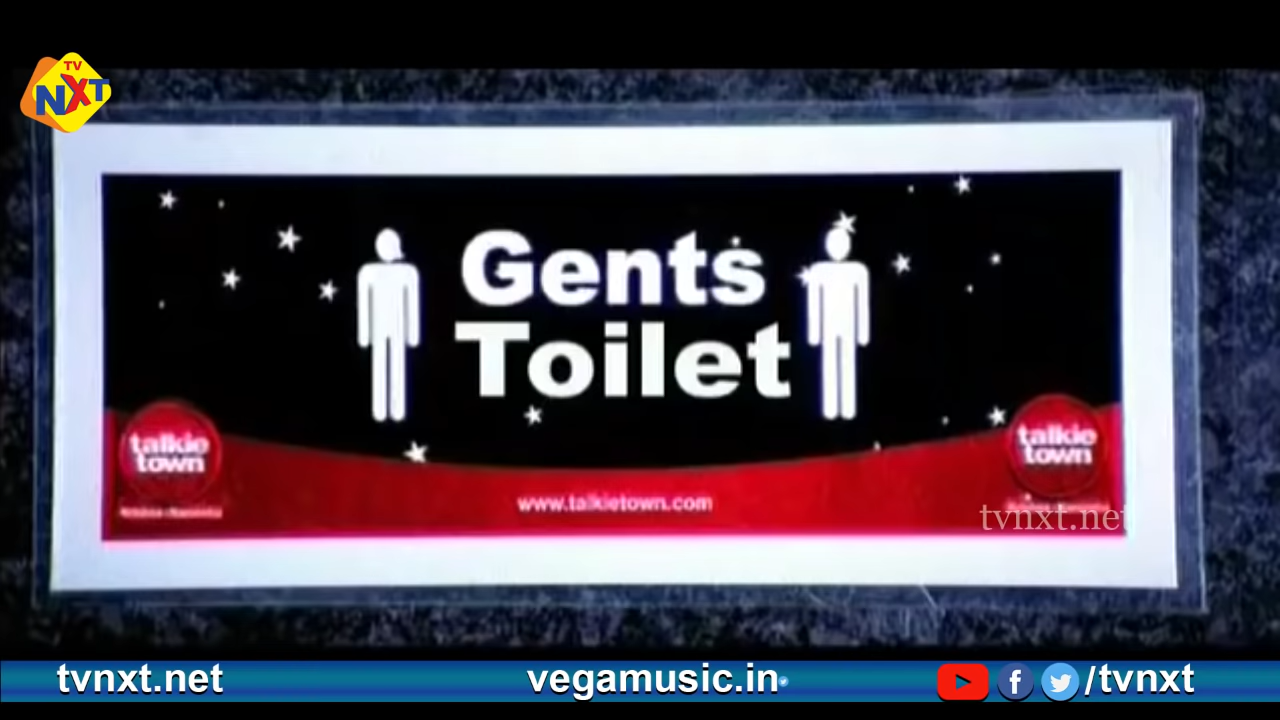 TV
NXT
Gents
Toilet
talkie
town
talkie
town
www.talkietown.com
tvnxt.net
tvnxt.net
vegamusic.in
/tvnxt